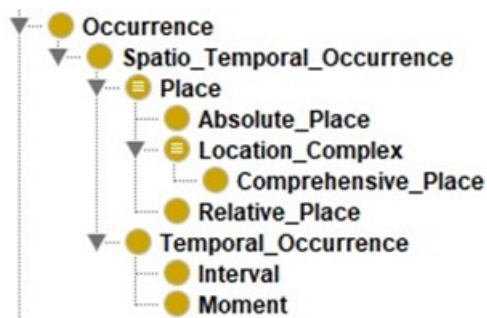 Occurrence
Spatio_Temporal_Occurrence
Place
Absolute_Place
Location_Complex
Comprehensive_Place
Relative_Place
Temporal_Occurrence
Interval
Moment